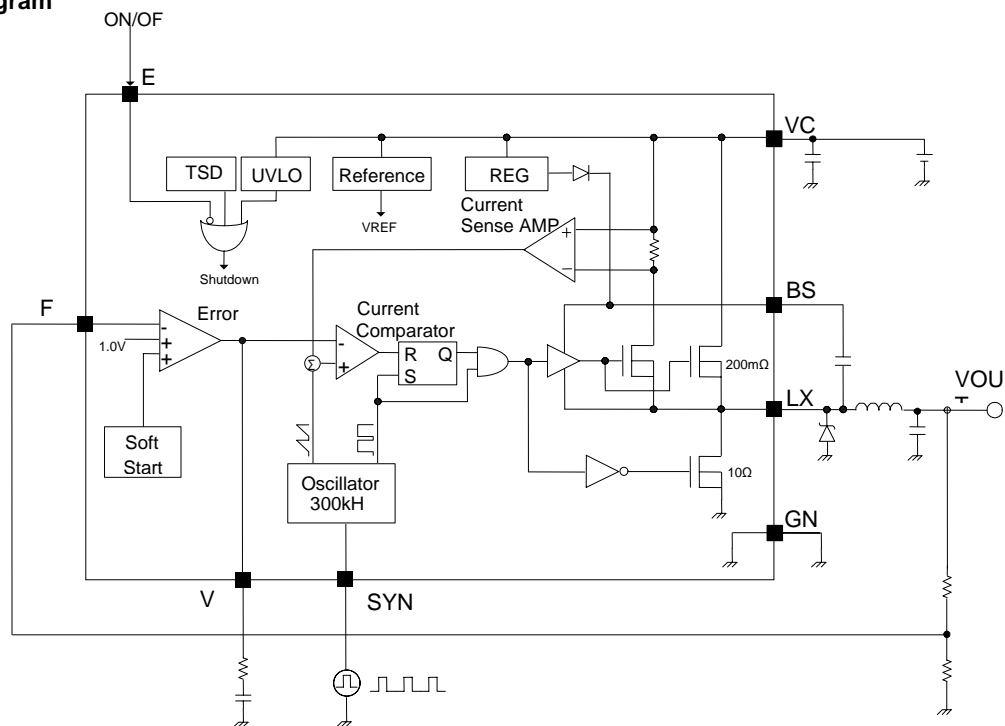 gram
ON/OF
E
VC
TSD
UVLO
Reference
REG
VREF
Current
Sense AMP
+
−
Shutdown
BS
F
Error
-
+
+
1.0V
Current
Comparator
-
+
Σ
R
S
Q
200mΩ
LX
VOU
Soft
Start
Oscillator
300kH
10Ω
GN
V
SYN